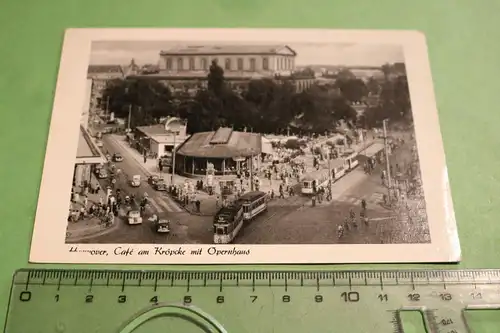 Hannover, Café am Kröpcke mit Opernhaus
0 1 2 3 4 5 6 7 8 9 10 11 12 13 14